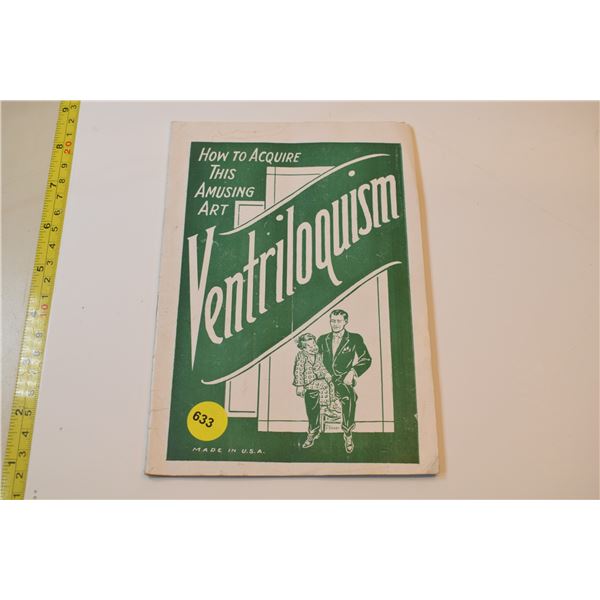 HOW TO ACQUIRE
THIS
AMUSING
ART
Ventriloquism
633
MADE IN U.S.A.